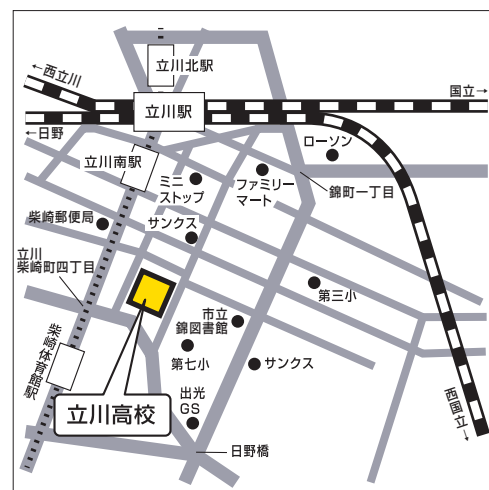 立川北駅
←西立川
国立→
立川駅
←日野
ローソン
立川南駅
ミニ
ストップ
ファミリー
マート
錦町一丁目
柴崎郵便局
サンクス
立川
柴崎町四丁目
第三小
市立
錦図書館
柴崎体育館駅
第七小
サンクス
西国立→
出光
GS
立川高校
日野橋